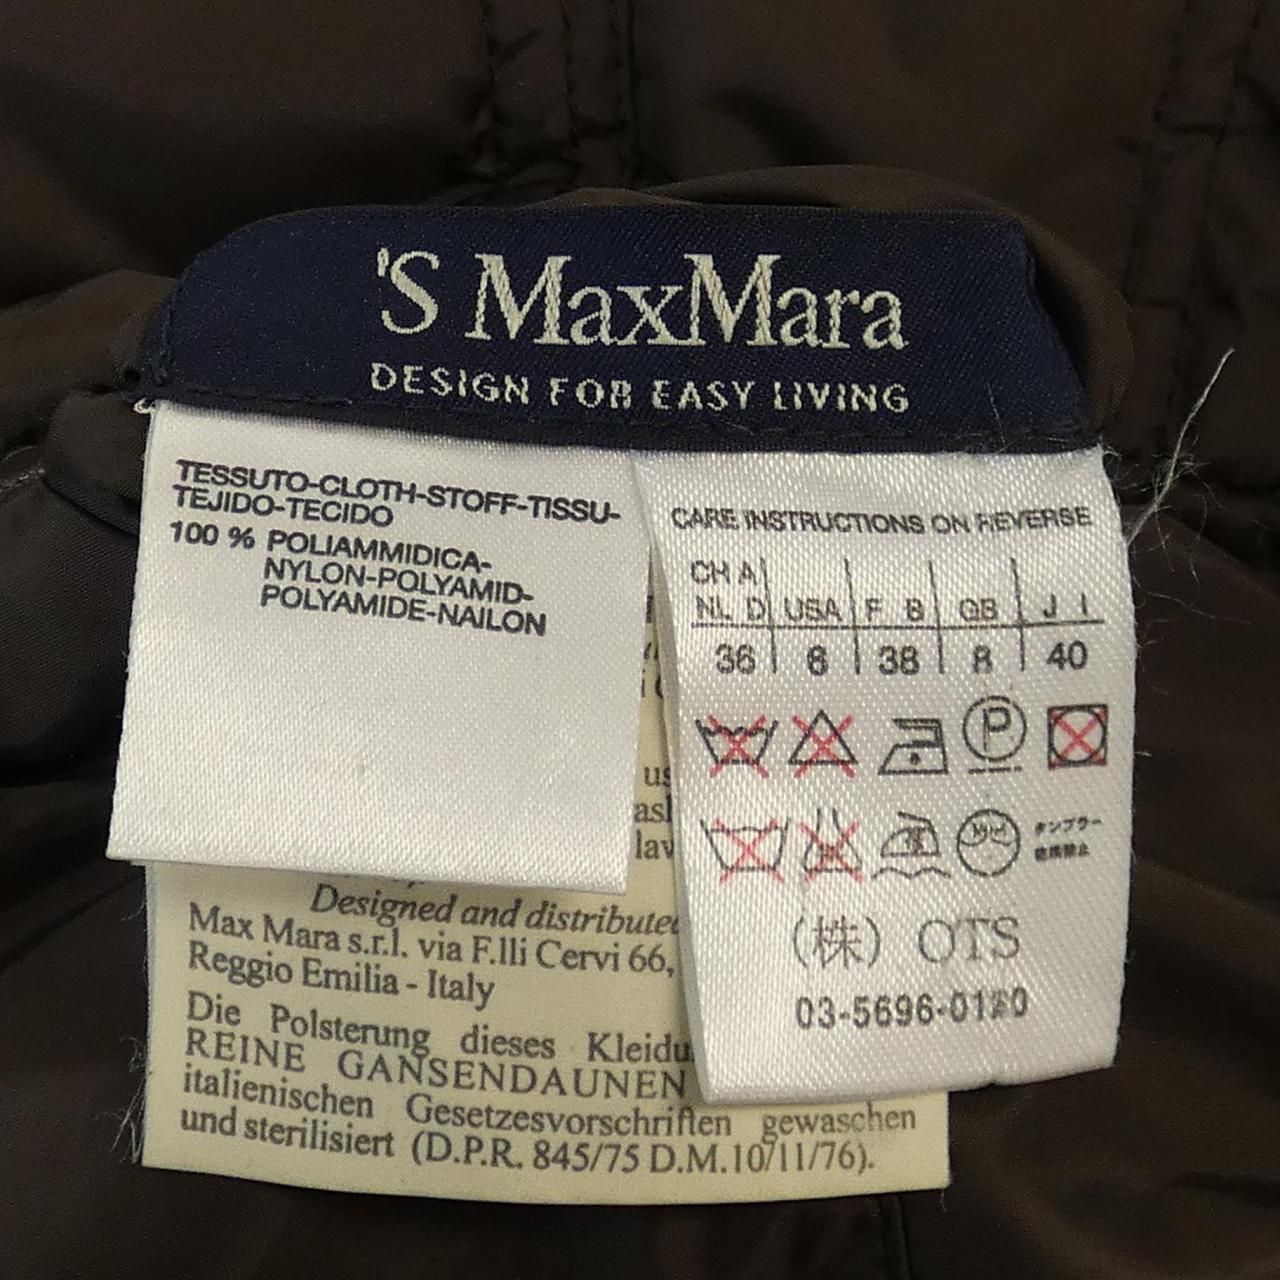 'S MaxMara
DESIGN FOR EASY LIVING
TESSUTO-CLOTH-STOFF-TISSU-
TEJIDO-TECIDO
100 % POLIAMMIDICA-
NYLON-POLYAMID-
POLYAMIDE-NAILON
CARE INSTRUCTIONS ON REVERSE
CH A
NL D USA F B GB J I
36 6 38 8 40
P
タンブラー
乾燥禁止
(株) OTS
03-5696-01
Designed and distributed
Max Mara s.r.l. via F.lli Cervi 66,
Reggio Emilia - Italy
Die Polsterung dieses Kleidu
REINE GANSENDAUNEN
italienischen Gesetzesvorschriften gewaschen
und sterilisiert (D.P.R. 845/75 D.M.10/11/76).